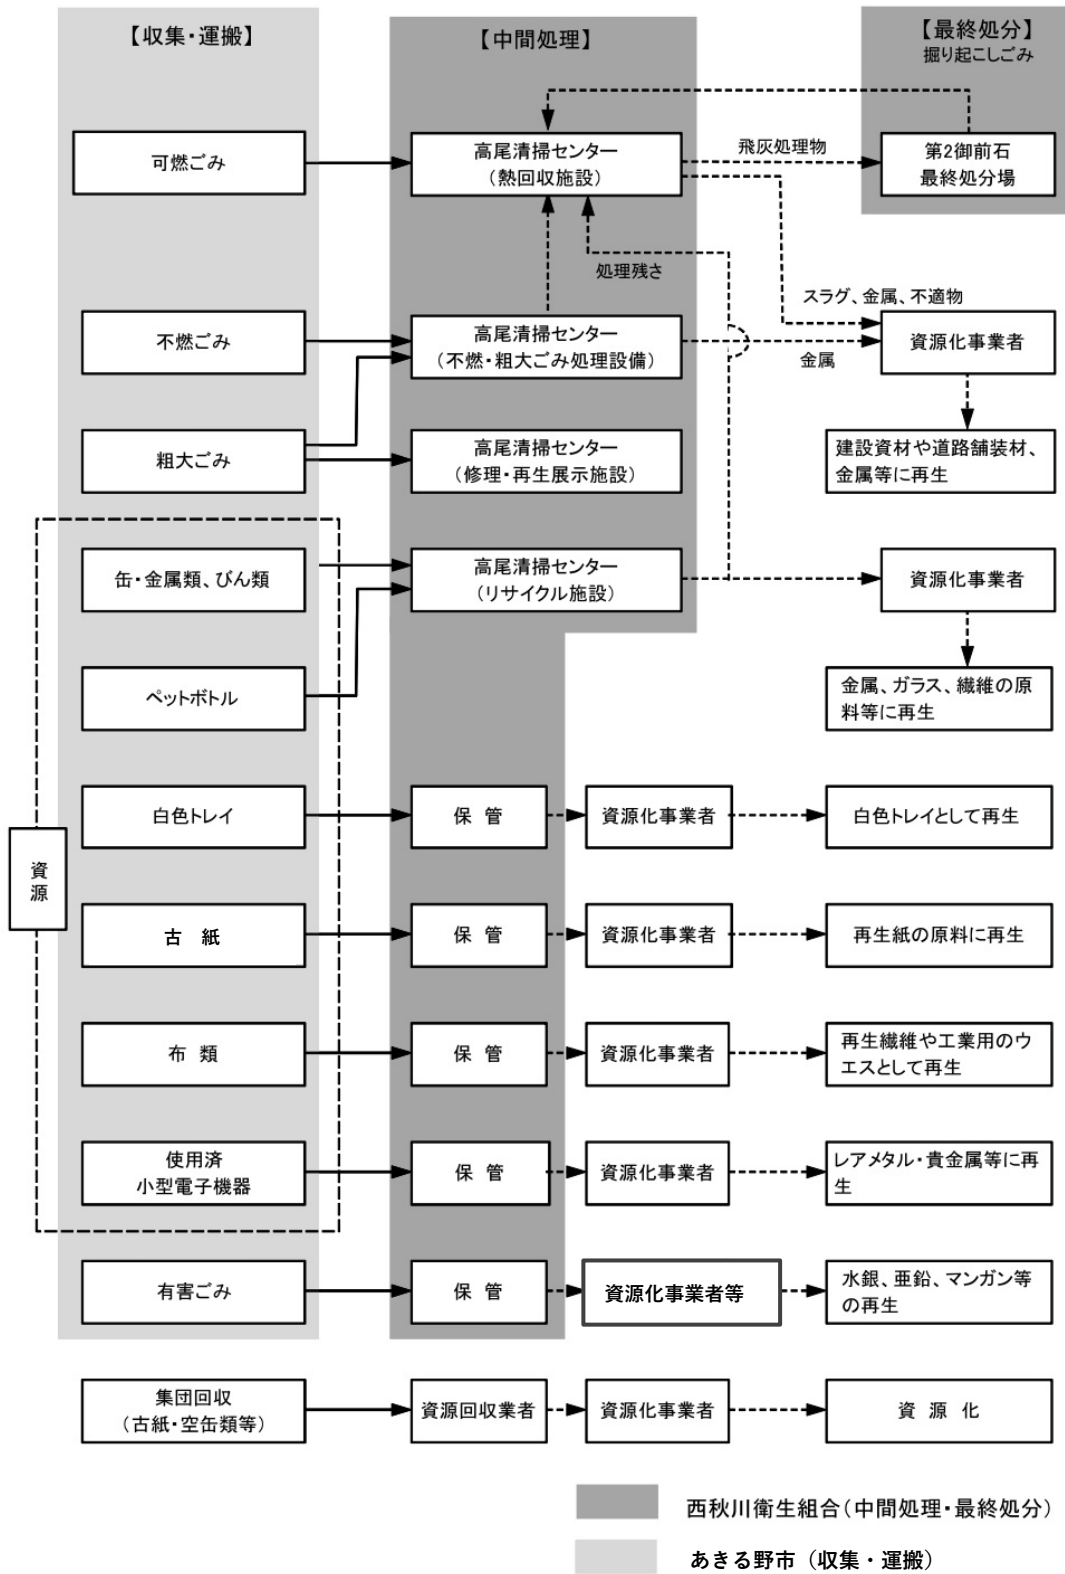 【収集・運搬】
【中間処理】
【最終処分】
掘り起こしごみ
可燃ごみ
高尾清掃センター
（熱回収施設）
飛灰処理物
第2御前石
最終処分場
処理残さ
スラグ、金属、不適物
不燃ごみ
高尾清掃センター
（不燃・粗大ごみ処理設備）
金属
資源化事業者
粗大ごみ
高尾清掃センター
（修理・再生展示施設）
建設資材や道路舗装材、
金属等に再生
缶・金属類、びん類
高尾清掃センター
（リサイクル施設）
資源化事業者
ペットボトル
金属、ガラス、繊維の原
料等に再生
資
源
白色トレイ
保 管
資源化事業者
白色トレイとして再生
古 紙
保 管
資源化事業者
再生紙の原料に再生
布 類
保 管
資源化事業者
再生繊維や工業用のウ
エスとして再生
使用済
小型電子機器
保 管
資源化事業者
レアメタル・貴金属等に再
生
有害ごみ
保 管
資源化事業者等
水銀、亜鉛、マンガン等
の再生
集団回収
（古紙・空缶類等）
資源回収業者
資源化事業者
資 源 化
西秋川衛生組合（中間処理・最終処分）
あきる野市（収集・運搬）